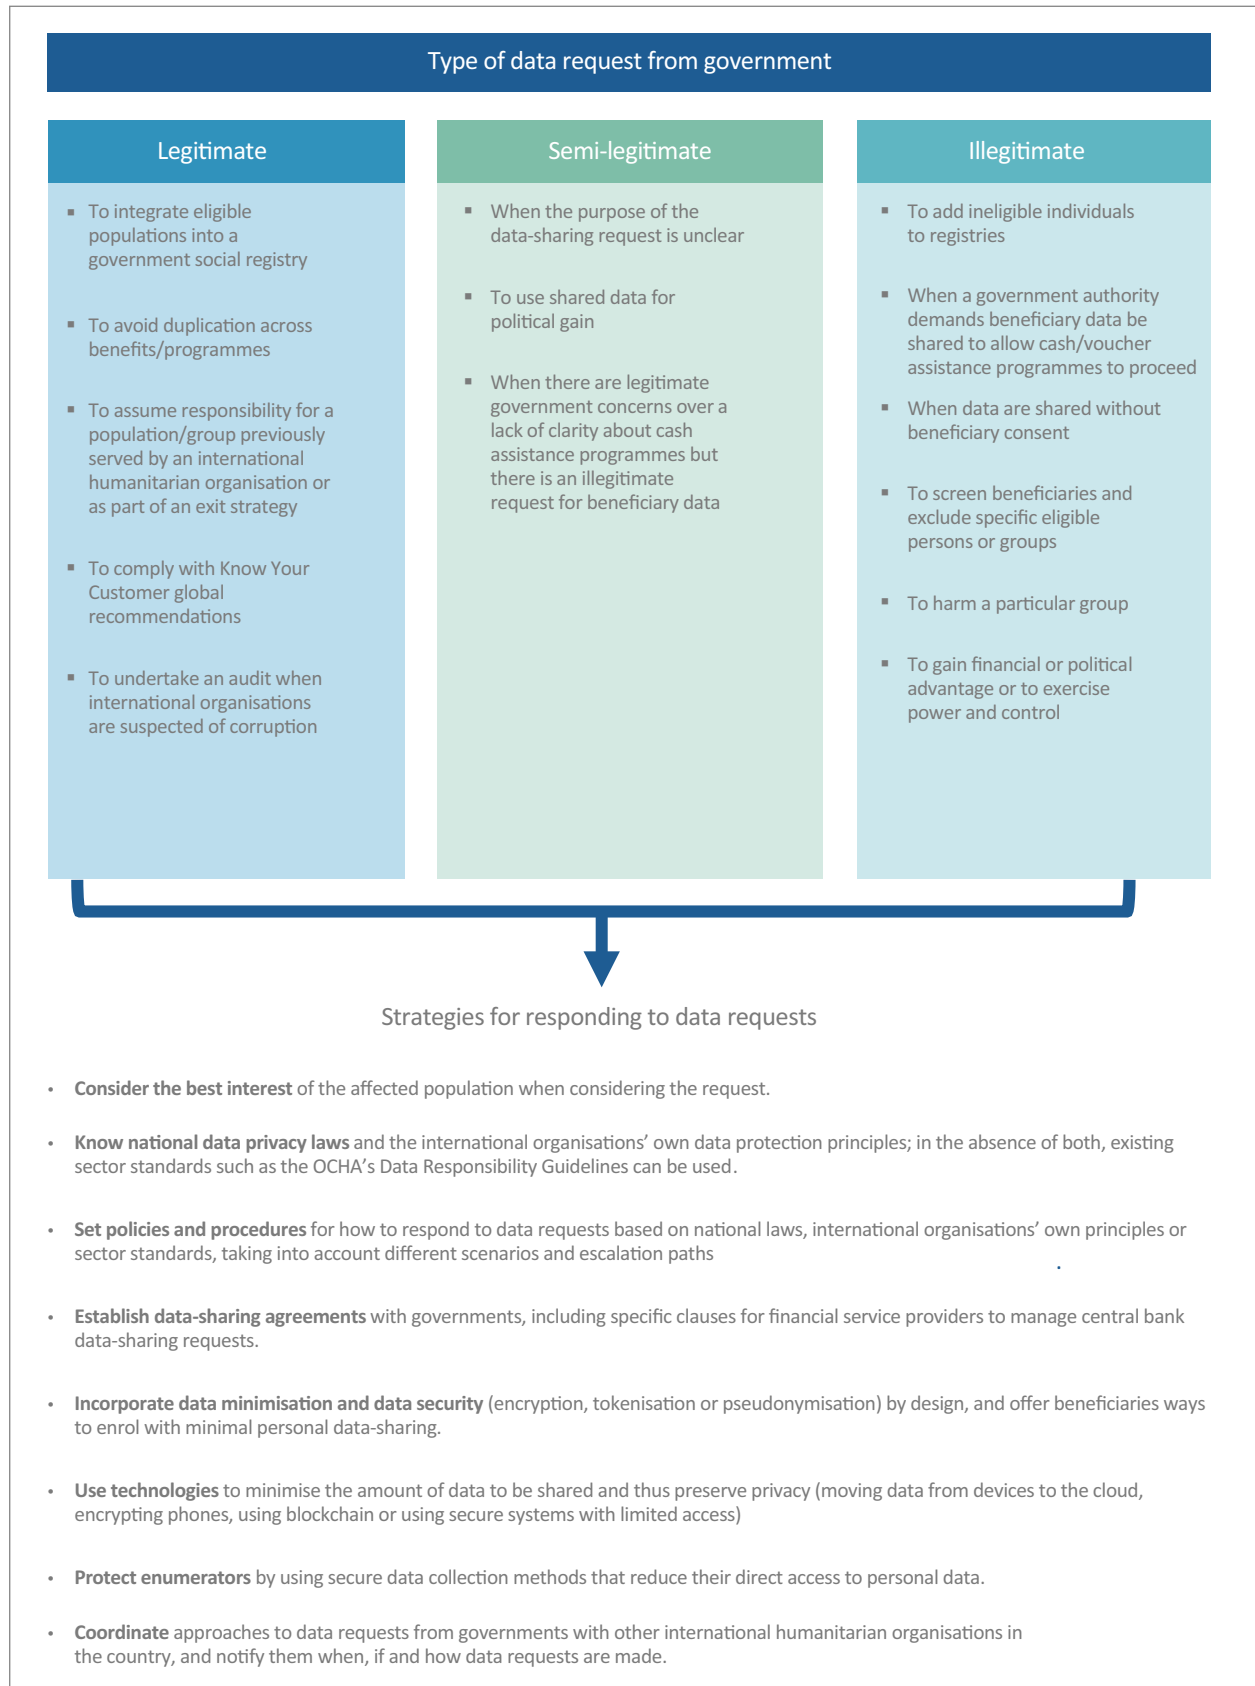 Type of data request from government
Legitimate
▪ To integrate eligible
populations into a
government social registry
▪ To avoid duplication across
benefits/programmes
▪ To assume responsibility for a
population/group previously
served by an international
humanitarian organisation or
as part of an exit strategy
▪ To comply with Know Your
Customer global
recommendations
▪ To undertake an audit when
international organisations
are suspected of corruption
Semi-legitimate
▪ When the purpose of the
data-sharing request is unclear
▪ To use shared data for
political gain
▪ When there are legitimate
government concerns over a
lack of clarity about cash
assistance programmes but
there is an illegitimate
request for beneficiary data
Illegitimate
▪ To add ineligible individuals
to registries
▪ When a government authority
demands beneficiary data be
shared to allow cash/voucher
assistance programmes to proceed
▪ When data are shared without
beneficiary consent
▪ To screen beneficiaries and
exclude specific eligible
persons or groups
▪ To harm a particular group
▪ To gain financial or political
advantage or to exercise
power and control
Strategies for responding to data requests
• Consider the best interest of the affected population when considering the request.
• Know national data privacy laws and the international organisations' own data protection principles; in the absence of both, existing
sector standards such as the OCHA's Data Responsibility Guidelines can be used.
• Set policies and procedures for how to respond to data requests based on national laws, international organisations' own principles or
sector standards, taking into account different scenarios and escalation paths .
• Establish data-sharing agreements with governments, including specific clauses for financial service providers to manage central bank
data-sharing requests.
• Incorporate data minimisation and data security (encryption, tokenisation or pseudonymisation) by design, and offer beneficiaries ways
to enrol with minimal personal data-sharing.
• Use technologies to minimise the amount of data to be shared and thus preserve privacy (moving data from devices to the cloud,
encrypting phones, using blockchain or using secure systems with limited access)
• Protect enumerators by using secure data collection methods that reduce their direct access to personal data.
• Coordinate approaches to data requests from governments with other international humanitarian organisations in
the country, and notify them when, if and how data requests are made.